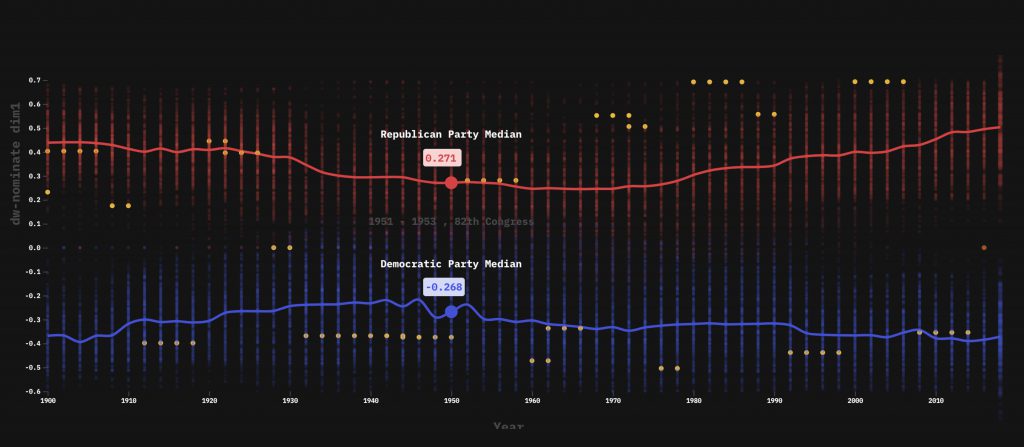 0.7
0.6
0.5
0.4
0.3
0.2
0.1
0.0
-0.1
-0.2
-0.3
-0.4
-0.5
-0.6
dw-nominate dim1
Republican Party Median
0.271
1951 - 1953 , 82th Congress
Democratic Party Median
-0.268
1900 1910 1920 1930 1940 1950 1960 1970 1980 1990 2000 2010
Year